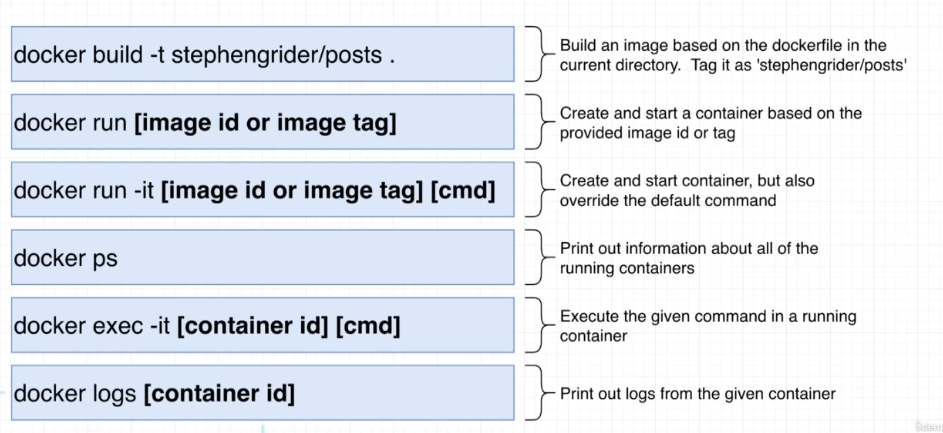 docker build -t stephengrider/posts .
Build an image based on the dockerfile in the
current directory. Tag it as 'stephengrider/posts'
docker run [image id or image tag]
Create and start a container based on the
provided image id or tag
docker run -it [image id or image tag] [cmd]
Create and start container, but also
override the default command
docker ps
Print out information about all of the
running containers
docker exec -it [container id] [cmd]
Execute the given command in a running
container
docker logs [container id]
Print out logs from the given container